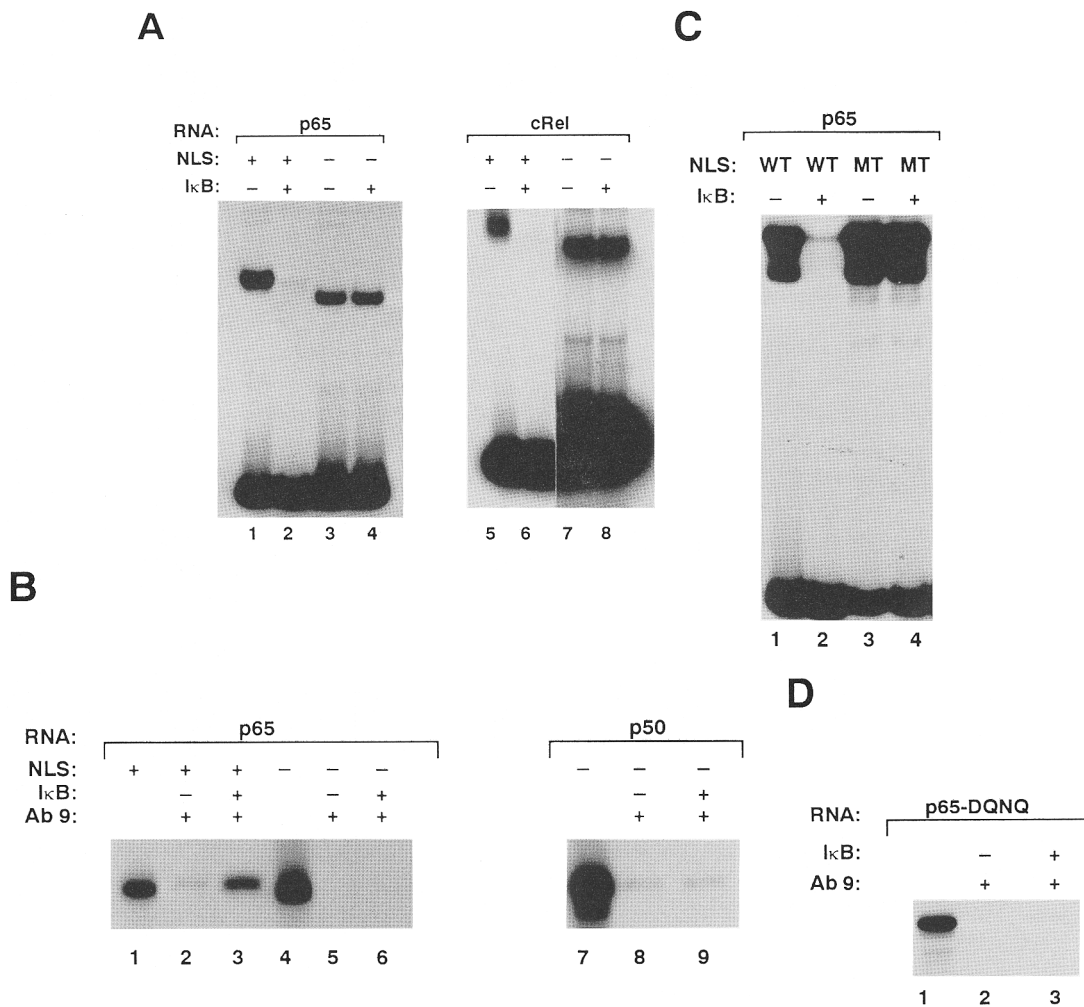 A
RNA: p65
NLS: + + – –
IκB: – + – +
1 2 3 4
cRel
+ + – –
– + – +
5 6 7 8
C
p65
NLS: WT WT MT MT
IκB: – + – +
1 2 3 4
B
RNA: p65
NLS: + + + – – –
IκB: – + – +
Ab 9: + + + +
1 2 3 4 5 6
p50
– – –
– +
+ +
7 8 9
D
RNA: p65-DQNQ
IκB: – +
Ab 9: + +
1 2 3